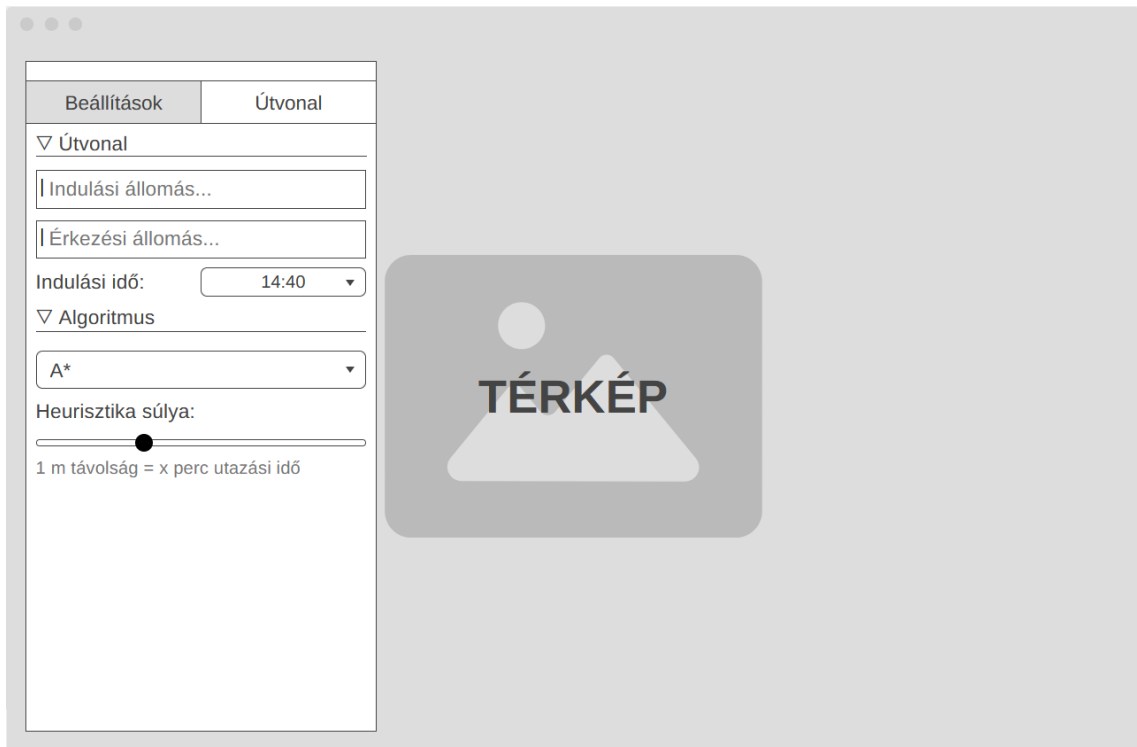 Beállítások Útvonal
▽ Útvonal
Indulási állomás...
Érkezési állomás...
Indulási idő: 14:40
▽ Algoritmus
A*
Heurisztika súlya:
1 m távolság = x perc utazási idő
TÉRKÉP